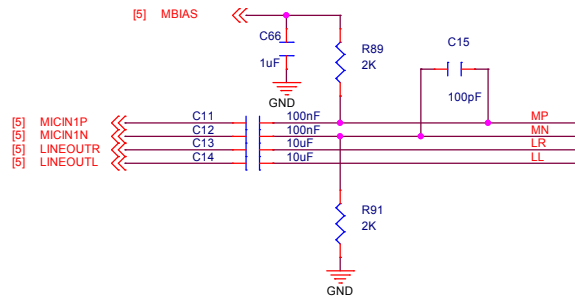 [5] MBIAS
C66
1uF
GND
R89
2K
C15
100pF
[5] MICIN1P C11 100nF MP
[5] MICIN1N C12 100nF MN
[5] LINEOUTR C13 10uF LR
[5] LINEOUTL C14 10uF LL
R91
2K
GND